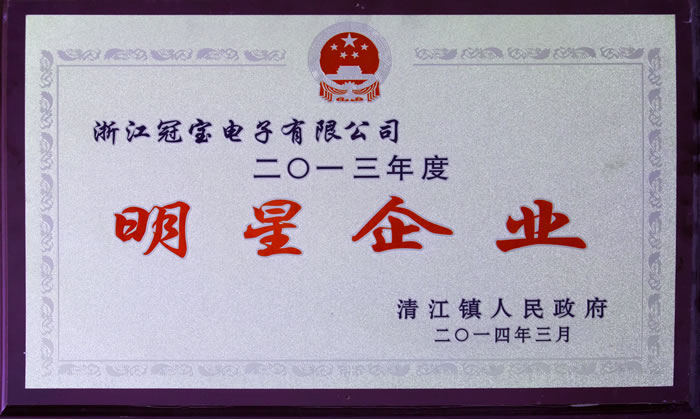 浙江冠宝电子有限公司
二〇一三年度
明星企业
清江镇人民政府
二〇一四年三月